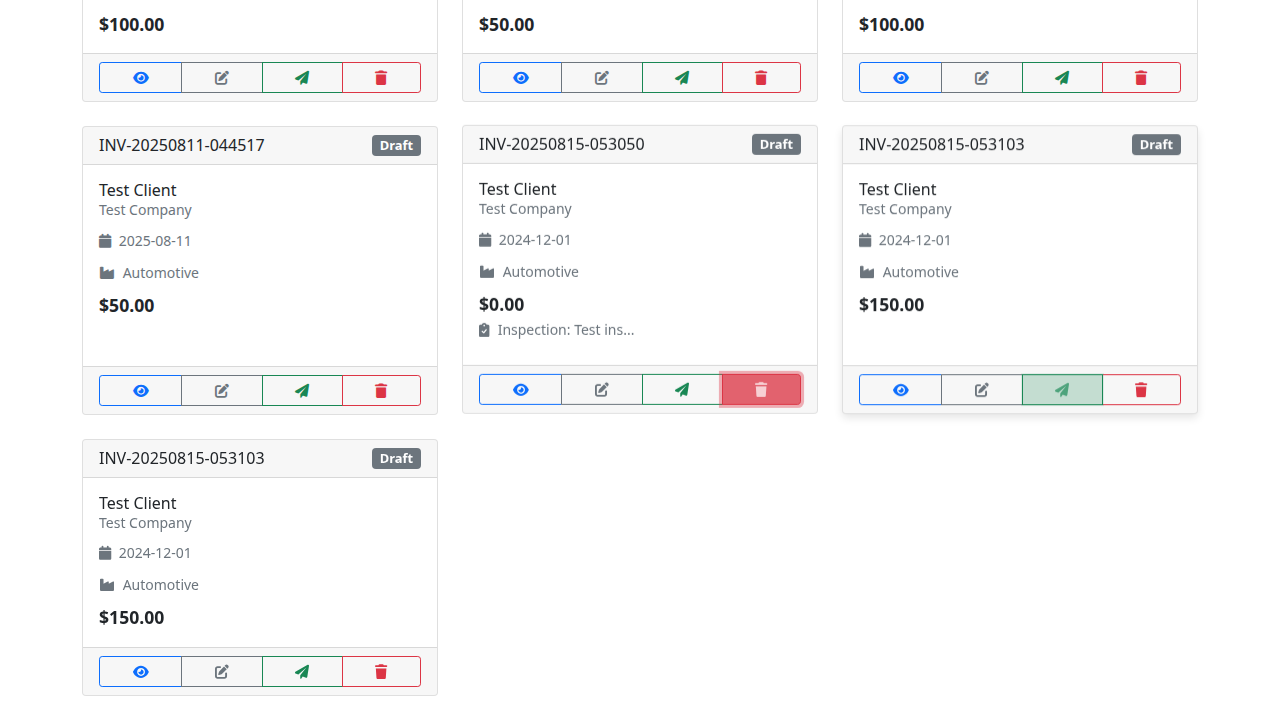 $100.00
$50.00
$100.00
INV-20250811-044517
Draft
Test Client
Test Company
2025-08-11
Automotive
$50.00
INV-20250815-053050
Draft
Test Client
Test Company
2024-12-01
Automotive
$0.00
Inspection: Test ins...
INV-20250815-053103
Draft
Test Client
Test Company
2024-12-01
Automotive
$150.00
INV-20250815-053103
Draft
Test Client
Test Company
2024-12-01
Automotive
$150.00